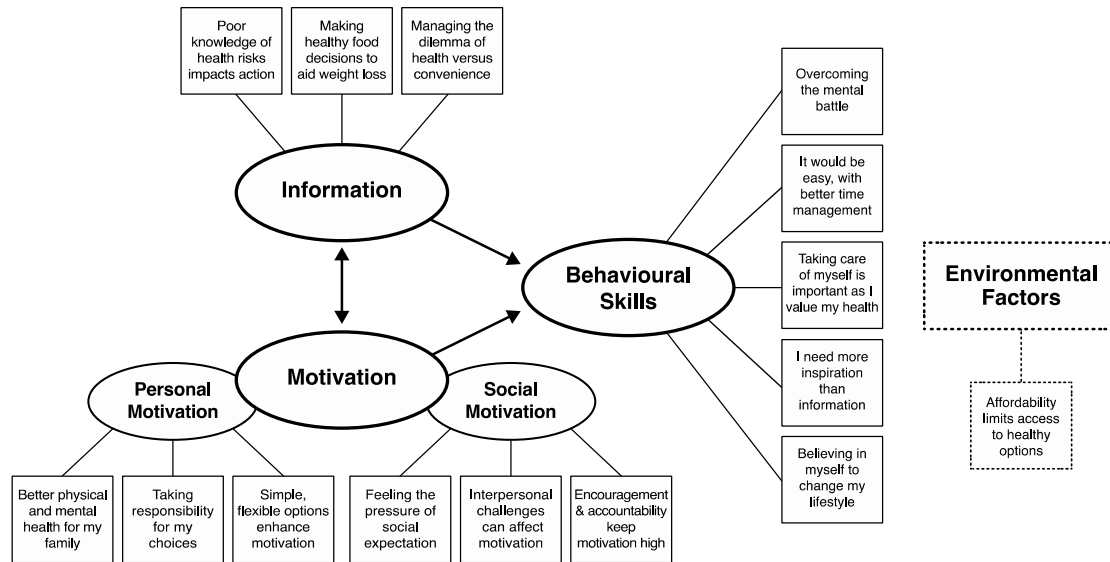 Poor
knowledge of
health risks
impacts action
Making
healthy food
decisions to
aid weight loss
Managing the
dilemma of
health versus
convenience
Information
Motivation
Personal
Motivation
Social
Motivation
Better physical
and mental
health for my
family
Taking
responsibility
for my
choices
Simple,
flexible options
enhance
motivation
Feeling the
pressure of
social
expectation
Interpersonal
challenges
can affect
motivation
Encouragement
& accountability
keep
motivation high
Behavioural
Skills
Overcoming
the mental
battle
It would be
easy, with
better time
management
Taking care
of myself is
important as I
value my health
I need more
inspiration
than
information
Believing in
myself to
change my
lifestyle
Environmental
Factors
Affordability
limits access
to healthy
options